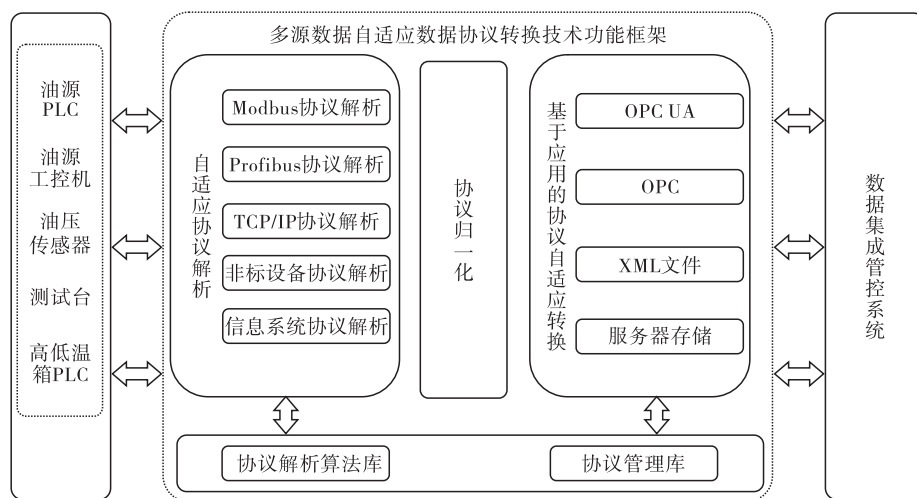 多源数据自适应数据协议转换技术功能框架
油源
PLC
油源
工控机
油压
传感器
测试台
高低温
箱PLC
自适应协议解析
Modbus协议解析
Profibus协议解析
TCP/IP协议解析
非标设备协议解析
信息系统协议解析
协议归一化
基于应用的协议自适应转换
OPC UA
OPC
XML文件
服务器存储
协议解析算法库
协议管理库
数据集成管控系统